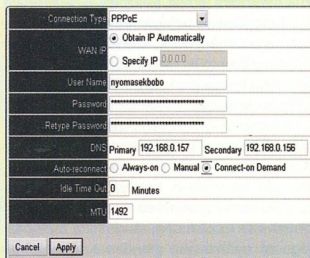 Connection Type PPPoE
WAN IP Obtain IP Automatically
Specify IP 0.0.0.0
User Name nyomasekbobo
Password ********************************
Retype Password ********************************
DNS Primary 192.168.0.157 Secondary 192.168.0.156
Auto-reconnect Always-on Manual Connect-on Demand
Idle Time Out 0 Minutes
MTU 1492
Cancel Apply